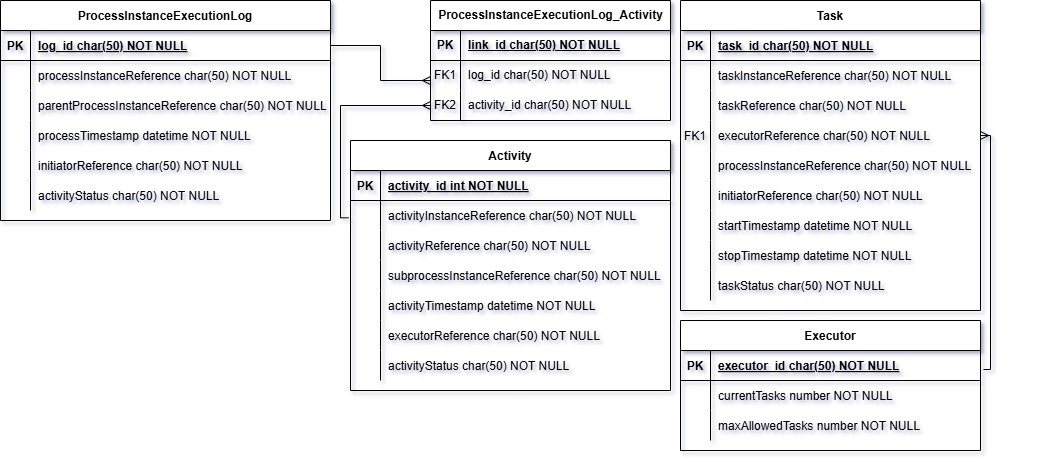 ProcessInstanceExecutionLog
PK log_id char(50) NOT NULL
processInstanceReference char(50) NOT NULL
parentProcessInstanceReference char(50) NOT NULL
processTimestamp datetime NOT NULL
initiatorReference char(50) NOT NULL
activityStatus char(50) NOT NULL
ProcessInstanceExecutionLog_Activity
PK link_id char(50) NOT NULL
FK1 log_id char(50) NOT NULL
FK2 activity_id char(50) NOT NULL
Activity
PK activity_id int NOT NULL
activityInstanceReference char(50) NOT NULL
activityReference char(50) NOT NULL
subprocessInstanceReference char(50) NOT NULL
activityTimestamp datetime NOT NULL
executorReference char(50) NOT NULL
activityStatus char(50) NOT NULL
Task
PK task_id char(50) NOT NULL
taskInstanceReference char(50) NOT NULL
taskReference char(50) NOT NULL
FK1 executorReference char(50) NOT NULL
processInstanceReference char(50) NOT NULL
initiatorReference char(50) NOT NULL
startTimestamp datetime NOT NULL
stopTimestamp datetime NOT NULL
taskStatus char(50) NOT NULL
Executor
PK executor_id char(50) NOT NULL
currentTasks number NOT NULL
maxAllowedTasks number NOT NULL